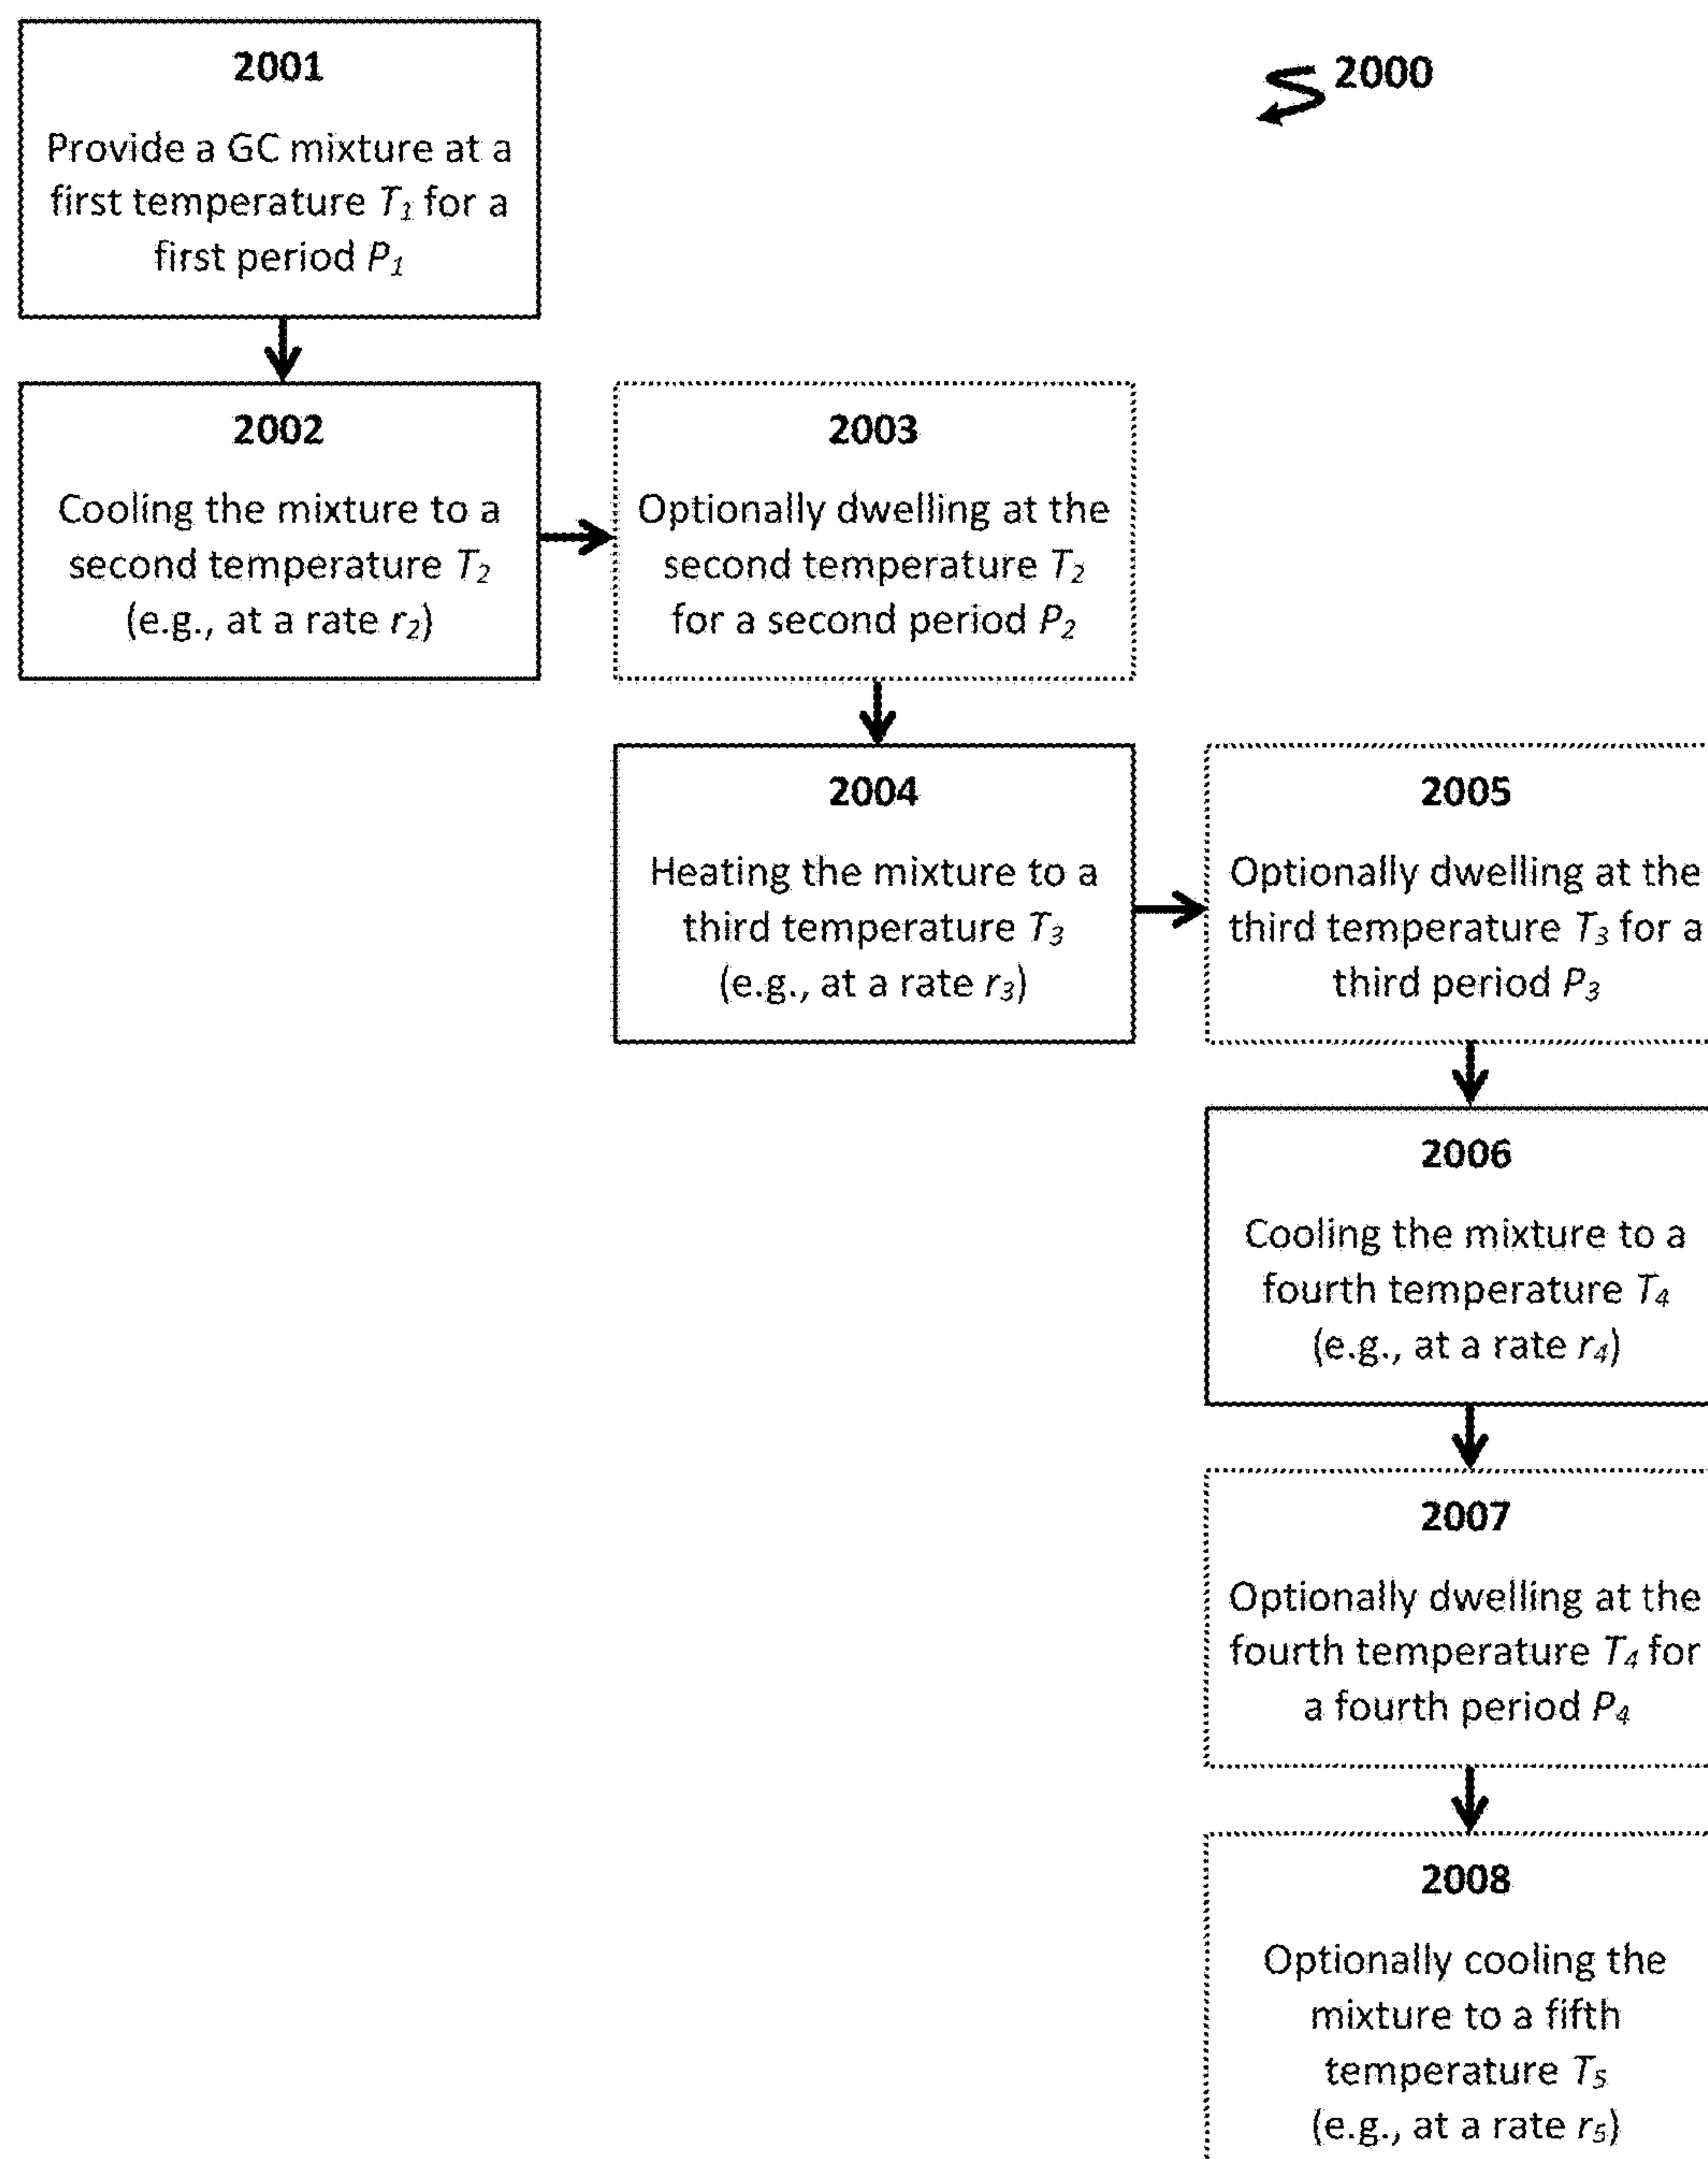 2001
Provide a GC mixture at a
first temperature T₁ for a
first period P₁
2000
2002
Cooling the mixture to a
second temperature T₂
(e.g., at a rate r₂)
2003
Optionally dwelling at the
second temperature T₂
for a second period P₂
2004
Heating the mixture to a
third temperature T₃
(e.g., at a rate r₃)
2005
Optionally dwelling at the
third temperature T₃ for a
third period P₃
2006
Cooling the mixture to a
fourth temperature T₄
(e.g., at a rate r₄)
2007
Optionally dwelling at the
fourth temperature T₄ for
a fourth period P₄
2008
Optionally cooling the
mixture to a fifth
temperature T₅
(e.g., at a rate r₅)